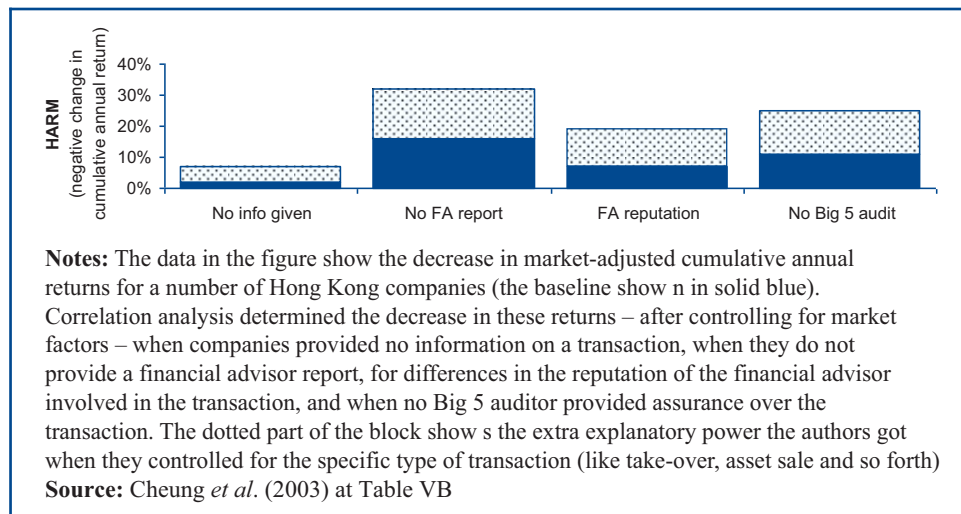 HARM
(negative change in
cumulative annual return)
40%
30%
20%
10%
0%
No info given
No FA report
FA reputation
No Big 5 audit
Notes: The data in the figure show the decrease in market-adjusted cumulative annual
returns for a number of Hong Kong companies (the baseline show n in solid blue).
Correlation analysis determined the decrease in these returns – after controlling for market
factors – when companies provided no information on a transaction, when they do not
provide a financial advisor report, for differences in the reputation of the financial advisor
involved in the transaction, and when no Big 5 auditor provided assurance over the
transaction. The dotted part of the block show s the extra explanatory power the authors got
when they controlled for the specific type of transaction (like take-over, asset sale and so forth)
Source: Cheung et al. (2003) at Table VB